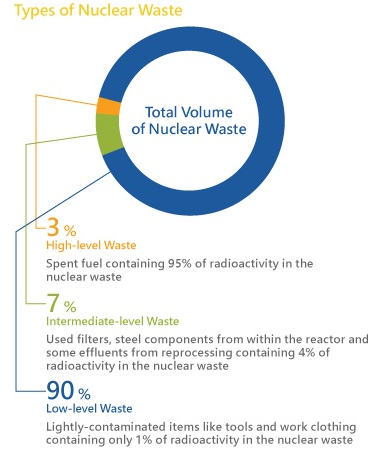 Types of Nuclear Waste
Total Volume
of Nuclear Waste
3 %
High-level Waste
Spent fuel containing 95% of radioactivity in the
nuclear waste
7 %
Intermediate-level Waste
Used filters, steel components from within the reactor and
some effluents from reprocessing containing 4% of
radioactivity in the nuclear waste
90 %
Low-level Waste
Lightly-contaminated items like tools and work clothing
containing only 1% of radioactivity in the nuclear waste